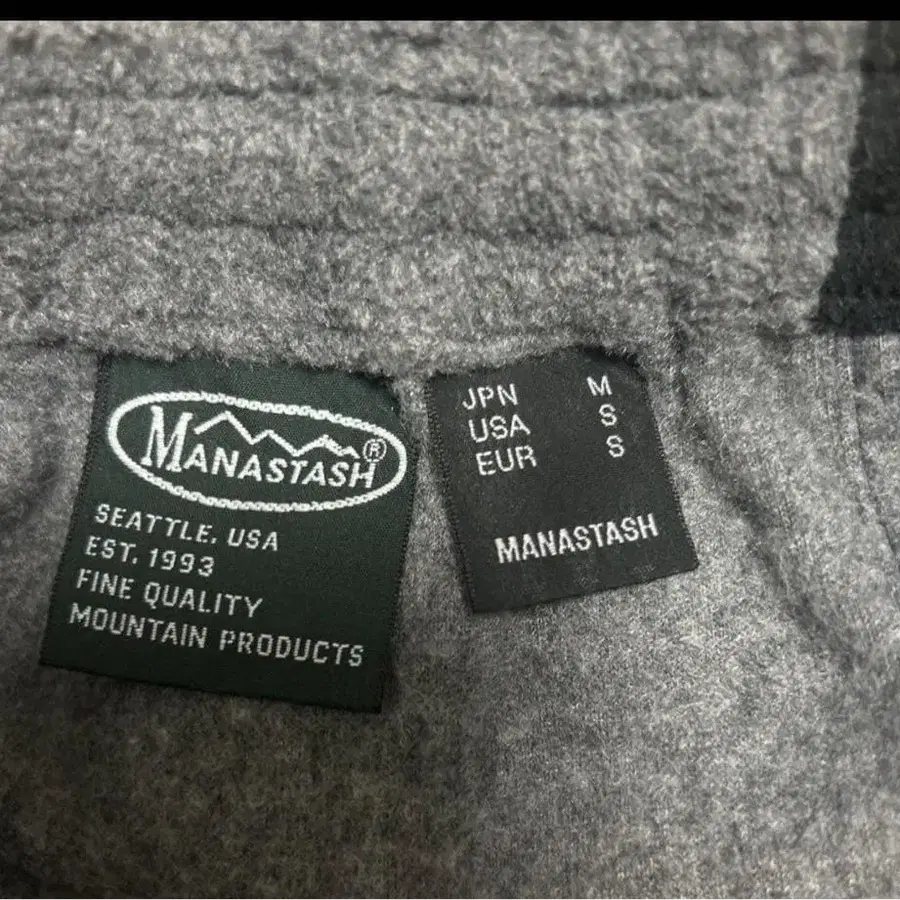 MANASTASH®
SEATTLE, USA
EST. 1993
FINE QUALITY
MOUNTAIN PRODUCTS
JPN M
USA S
EUR S
MANASTASH